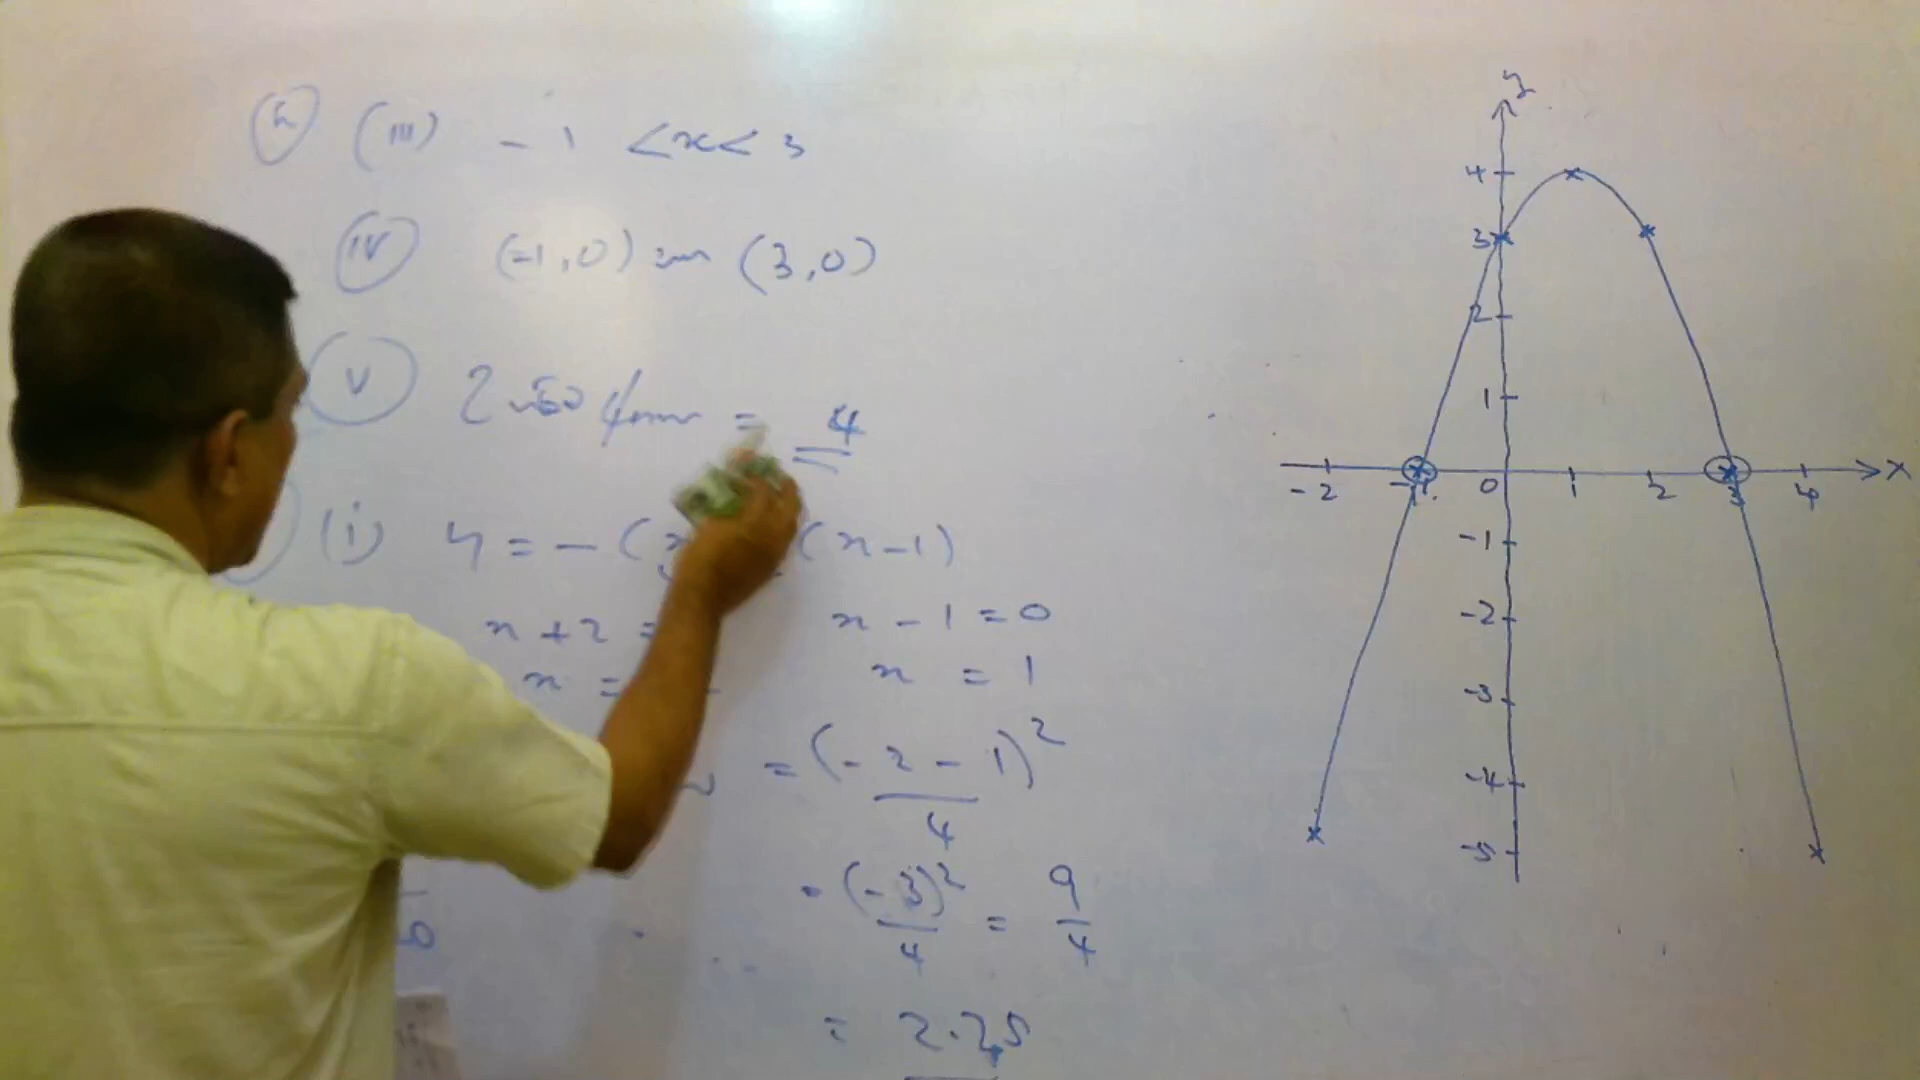 (III) - 1 < x < 3
IV (-1,0) (3,0)
V = 4
(i) y = - ( (x-1)
x + 2 =
x - 1 = 0
x =
x = 1
= (-2 - 1)²
4
= (-3)² = 9
4 4
= 2.25
y
4
3
2
1
x
-2 -1 0 1 2 3 4
-1
-2
-3
-4
-5